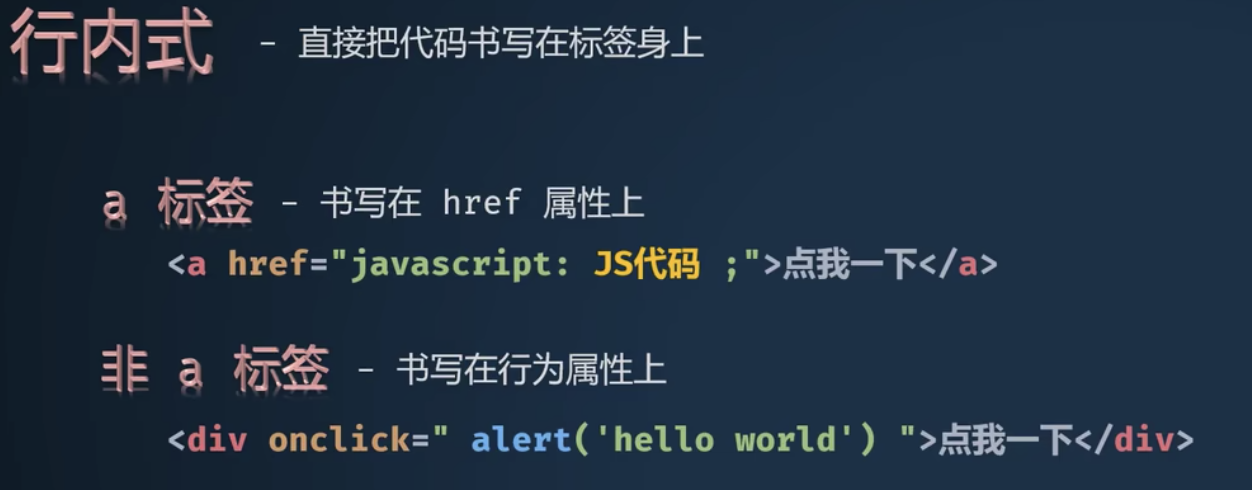 行内式 - 直接把代码书写在标签身上
a 标签 - 书写在 href 属性上
<a href="javascript: JS代码 ;">点我一下</a>
非 a 标签 - 书写在行为属性上
<div onclick=" alert('hello world') ">点我一下</div>